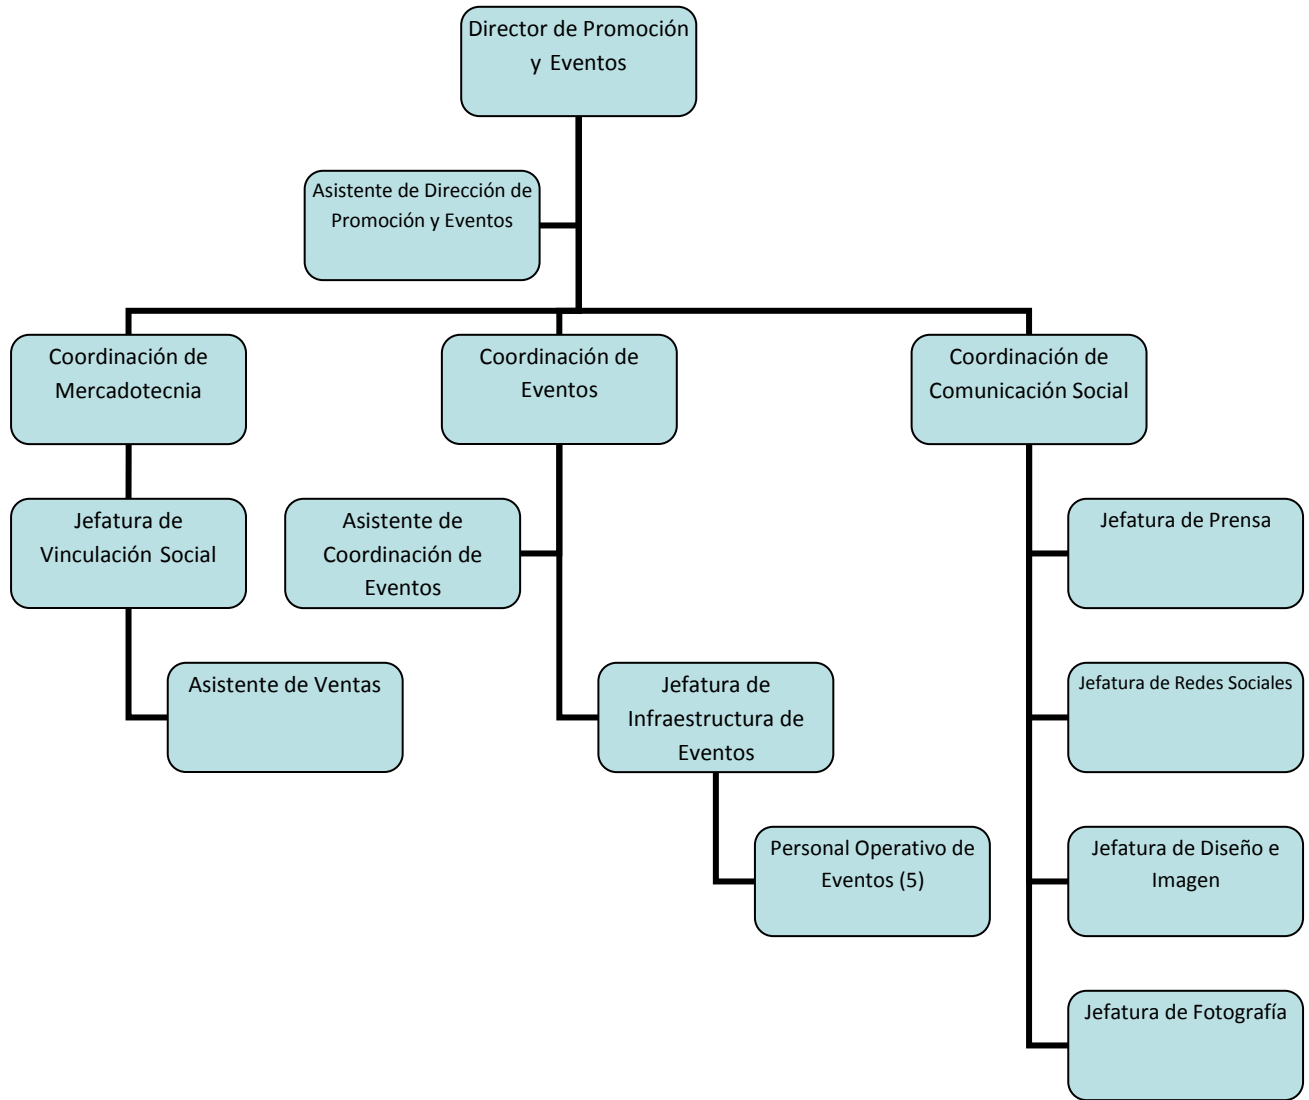 Director de Promoción
y Eventos
Asistente de Dirección de
Promoción y Eventos
Coordinación de
Mercadotecnia
Coordinación de
Eventos
Coordinación de
Comunicación Social
Jefatura de
Vinculación Social
Asistente de
Coordinación de
Eventos
Jefatura de Prensa
Asistente de Ventas
Jefatura de
Infraestructura de
Eventos
Jefatura de Redes Sociales
Personal Operativo de
Eventos (5)
Jefatura de Diseño e
Imagen
Jefatura de Fotografía